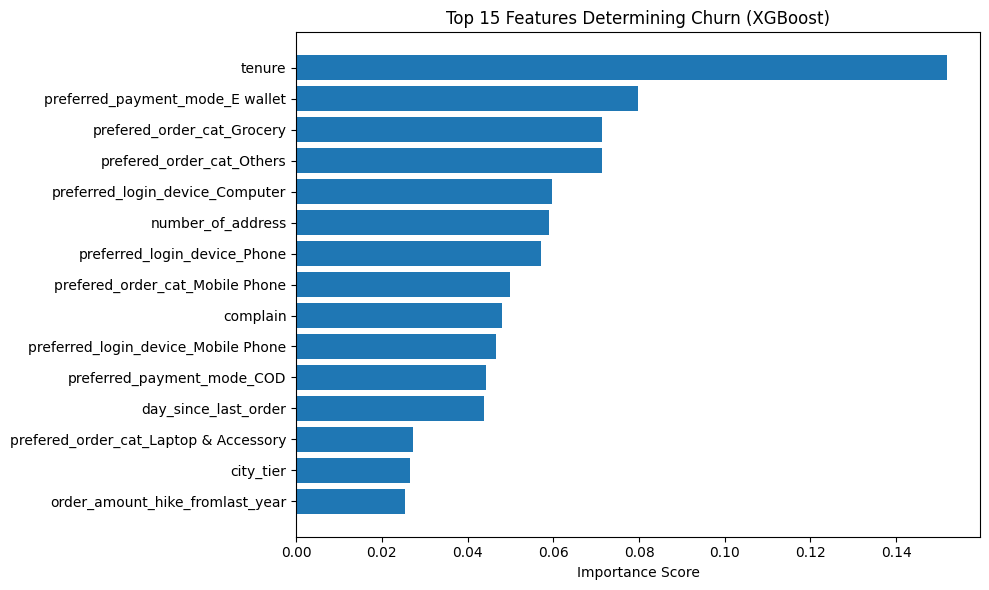 Top 15 Features Determining Churn (XGBoost)
tenure
preferred_payment_mode_E wallet
prefered_order_cat_Grocery
prefered_order_cat_Others
preferred_login_device_Computer
number_of_address
preferred_login_device_Phone
prefered_order_cat_Mobile Phone
complain
preferred_login_device_Mobile Phone
preferred_payment_mode_COD
day_since_last_order
prefered_order_cat_Laptop & Accessory
city_tier
order_amount_hike_fromlast_year
0.00 0.02 0.04 0.06 0.08 0.10 0.12 0.14
Importance Score